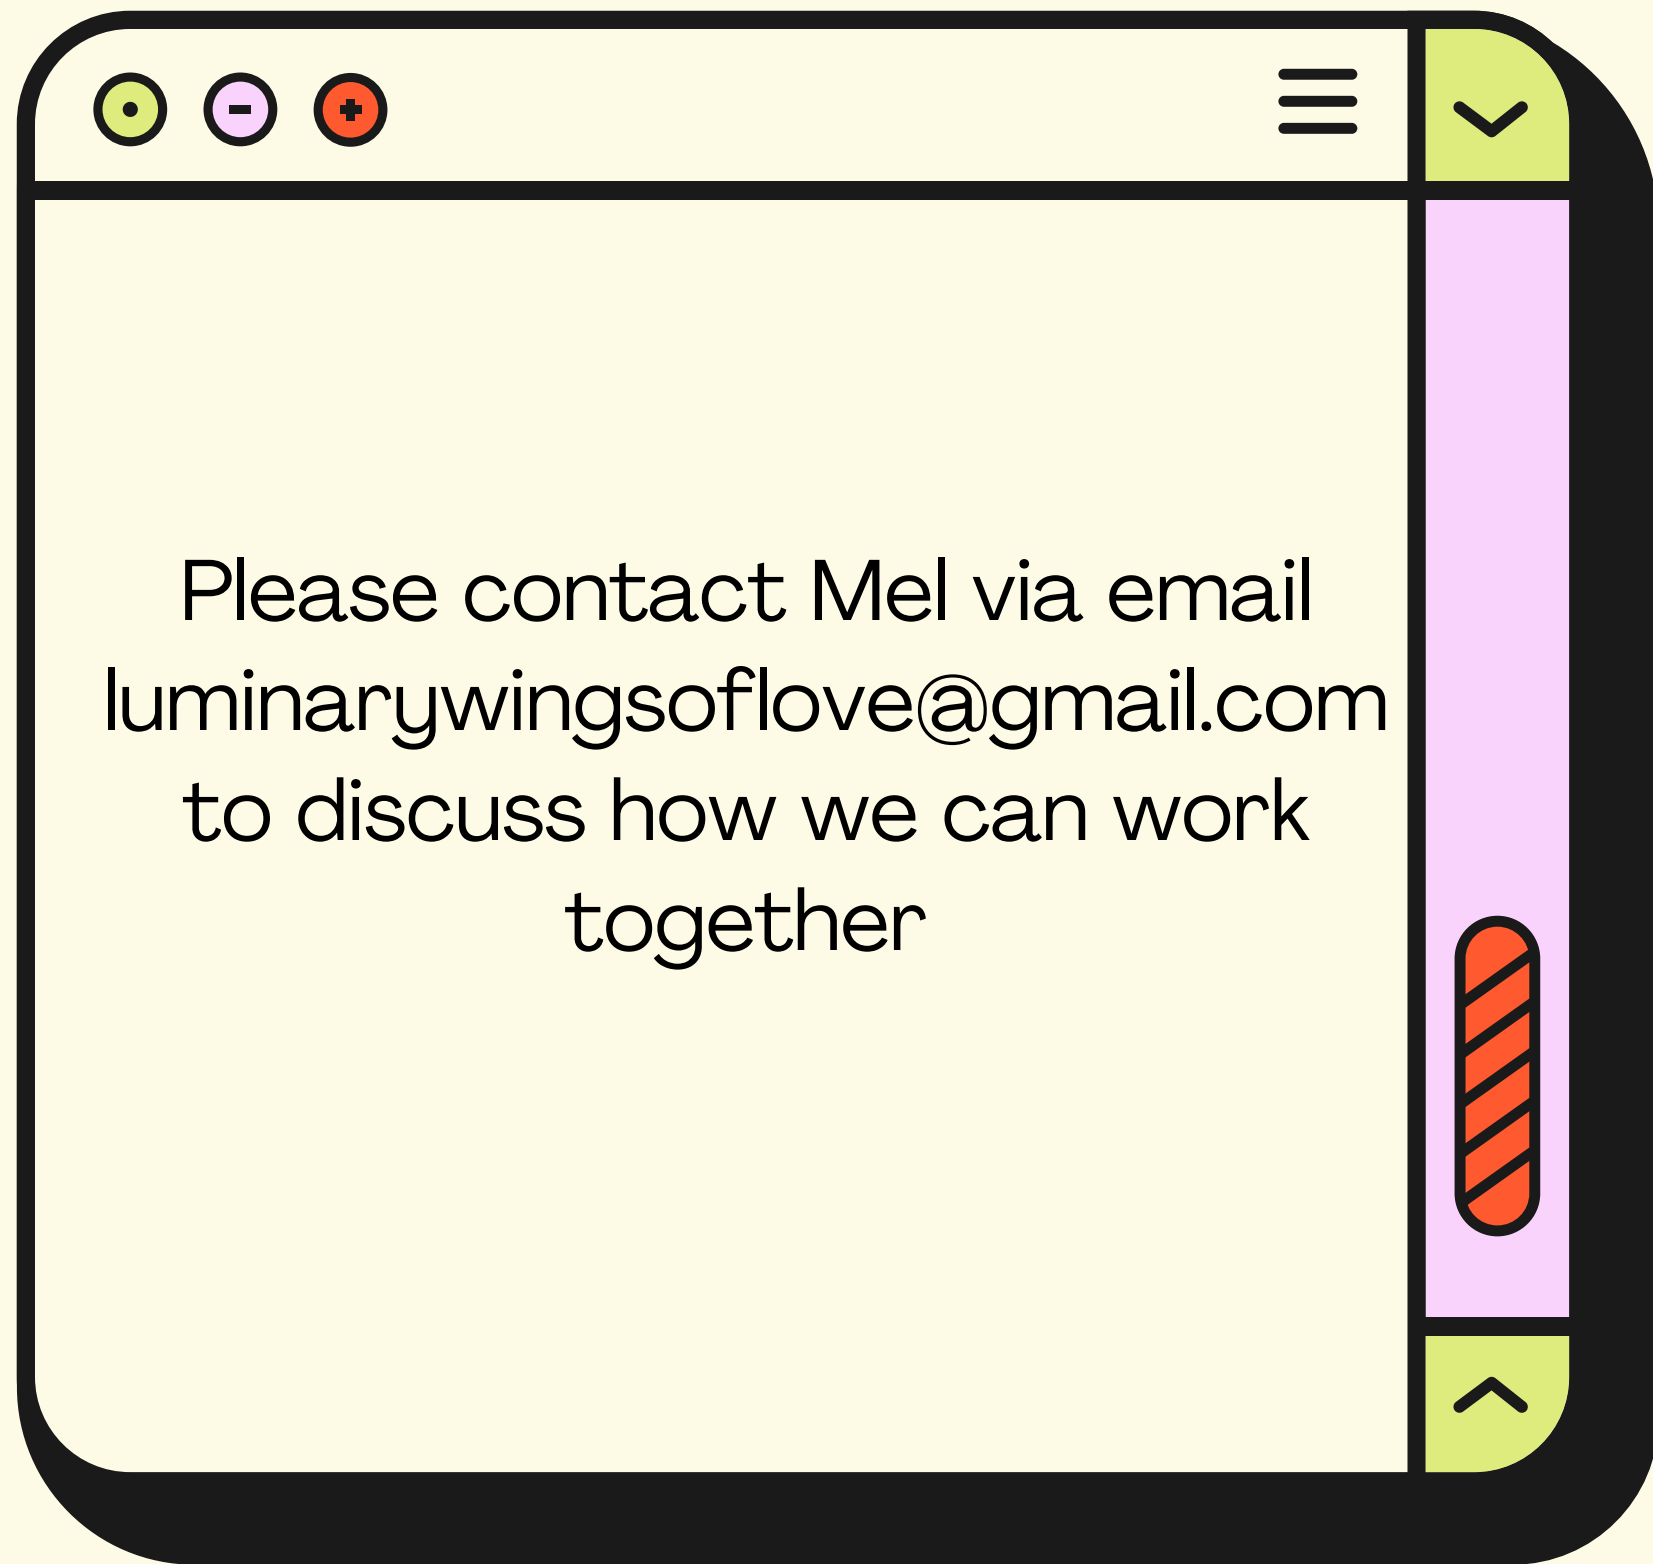 Please contact Mel via email
luminarywingsoflove@gmail.com
to discuss how we can work
together